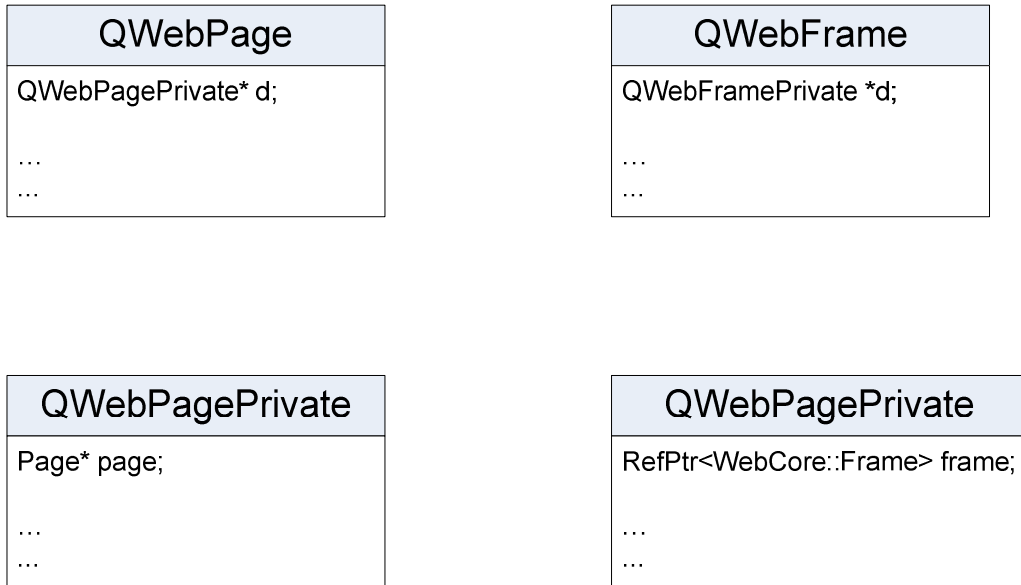 QWebPage
QWebPagePrivate* d;
...
...
QWebFrame
QWebFramePrivate *d;
...
...
QWebPagePrivate
Page* page;
...
...
QWebPagePrivate
RefPtr<WebCore::Frame> frame;
...
...